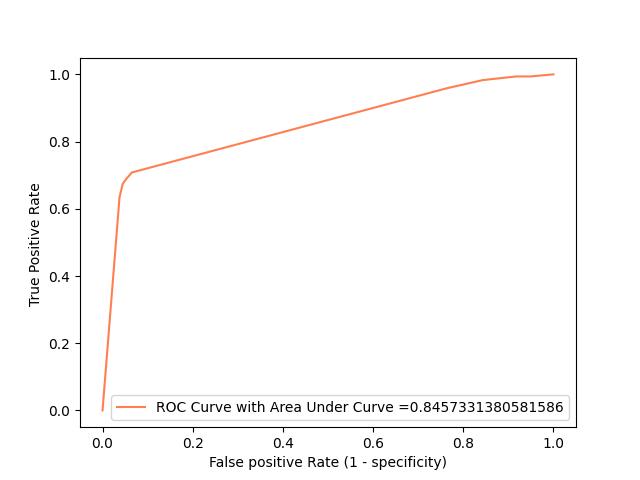 1.0
0.8
0.6
0.4
0.2
0.0
True Positive Rate
ROC Curve with Area Under Curve =0.8457331380581586
0.0 0.2 0.4 0.6 0.8 1.0
False positive Rate (1 - specificity)